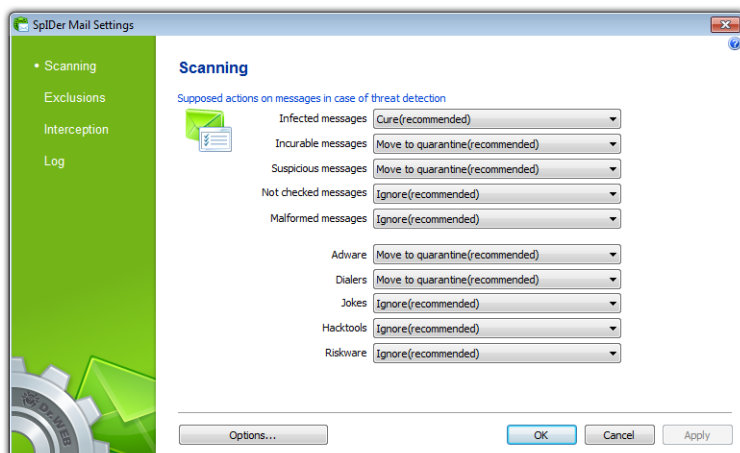 SpIDer Mail Settings
Scanning
Exclusions
Interception
Log
Scanning
Supposed actions on messages in case of threat detection
Infected messages Cure(recommended)
Incurable messages Move to quarantine(recommended)
Suspicious messages Move to quarantine(recommended)
Not checked messages Ignore(recommended)
Malformed messages Ignore(recommended)
Adware Move to quarantine(recommended)
Dialers Move to quarantine(recommended)
Jokes Ignore(recommended)
Hacktools Ignore(recommended)
Riskware Ignore(recommended)
Dr.WEB
Options... OK Cancel Apply